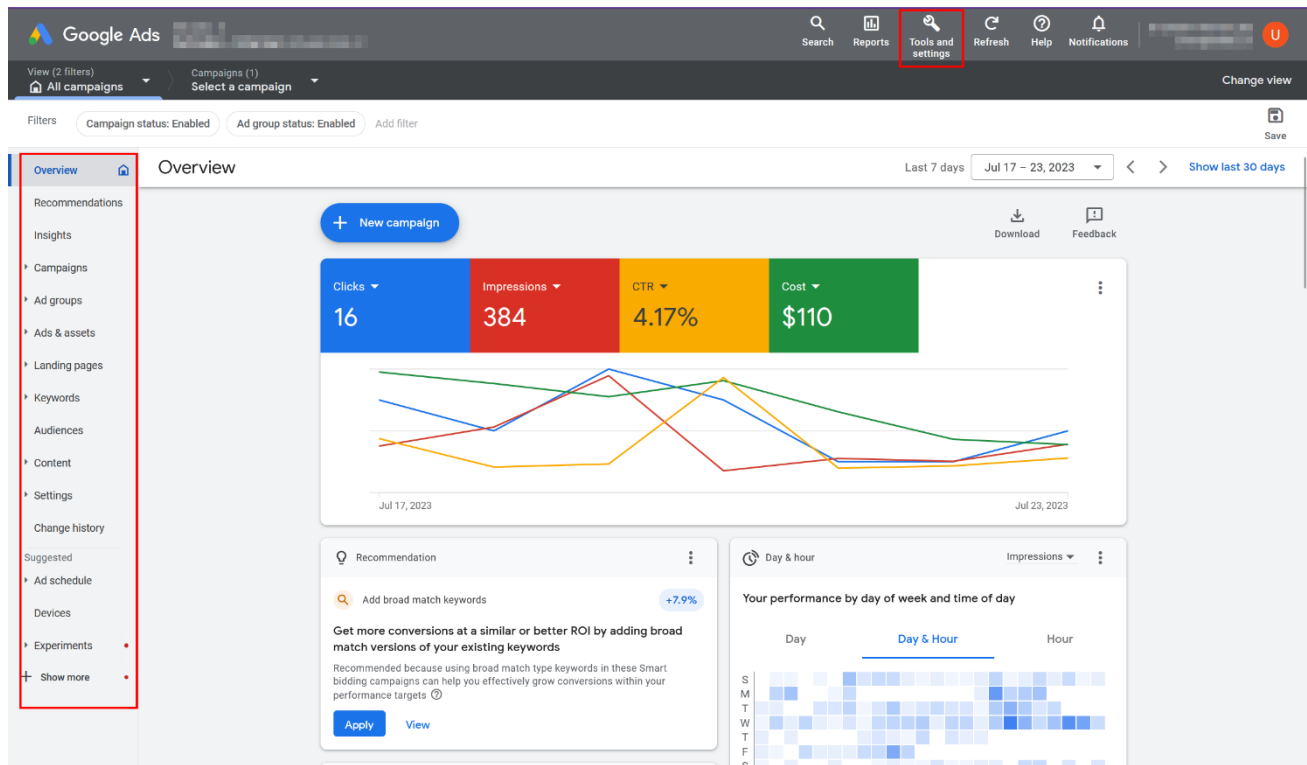 Google Ads
Search
Reports
Tools and
settings
Refresh
Help
Notifications
U
View (2 filters)
All campaigns
Campaigns (1)
Select a campaign
Change view
Filters
Campaign status: Enabled
Ad group status: Enabled
Add filter
Save
Overview
Recommendations
Insights
Campaigns
Ad groups
Ads & assets
Landing pages
Keywords
Audiences
Content
Settings
Change history
Suggested
Ad schedule
Devices
Experiments
Show more
Overview
Last 7 days
Jul 17 – 23, 2023
Show last 30 days
New campaign
Download
Feedback
Clicks
16
Impressions
384
CTR
4.17%
Cost
$110
Jul 17, 2023
Jul 23, 2023
Recommendation
Add broad match keywords
+7.9%
Get more conversions at a similar or better ROI by adding broad
match versions of your existing keywords
Recommended because using broad match type keywords in these Smart
bidding campaigns can help you effectively grow conversions within your
performance targets
Apply
View
Day & hour
Impressions
Your performance by day of week and time of day
Day
Day & Hour
Hour
S
M
T
W
T
F